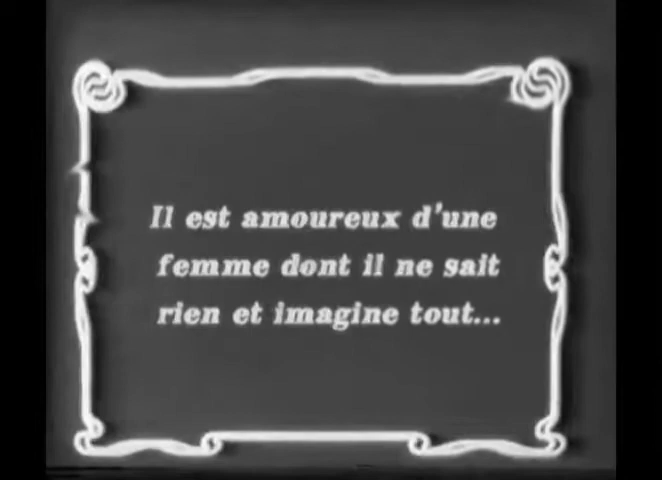 Il est amoureux d'une
femme dont il ne sait
rien et imagine tout...